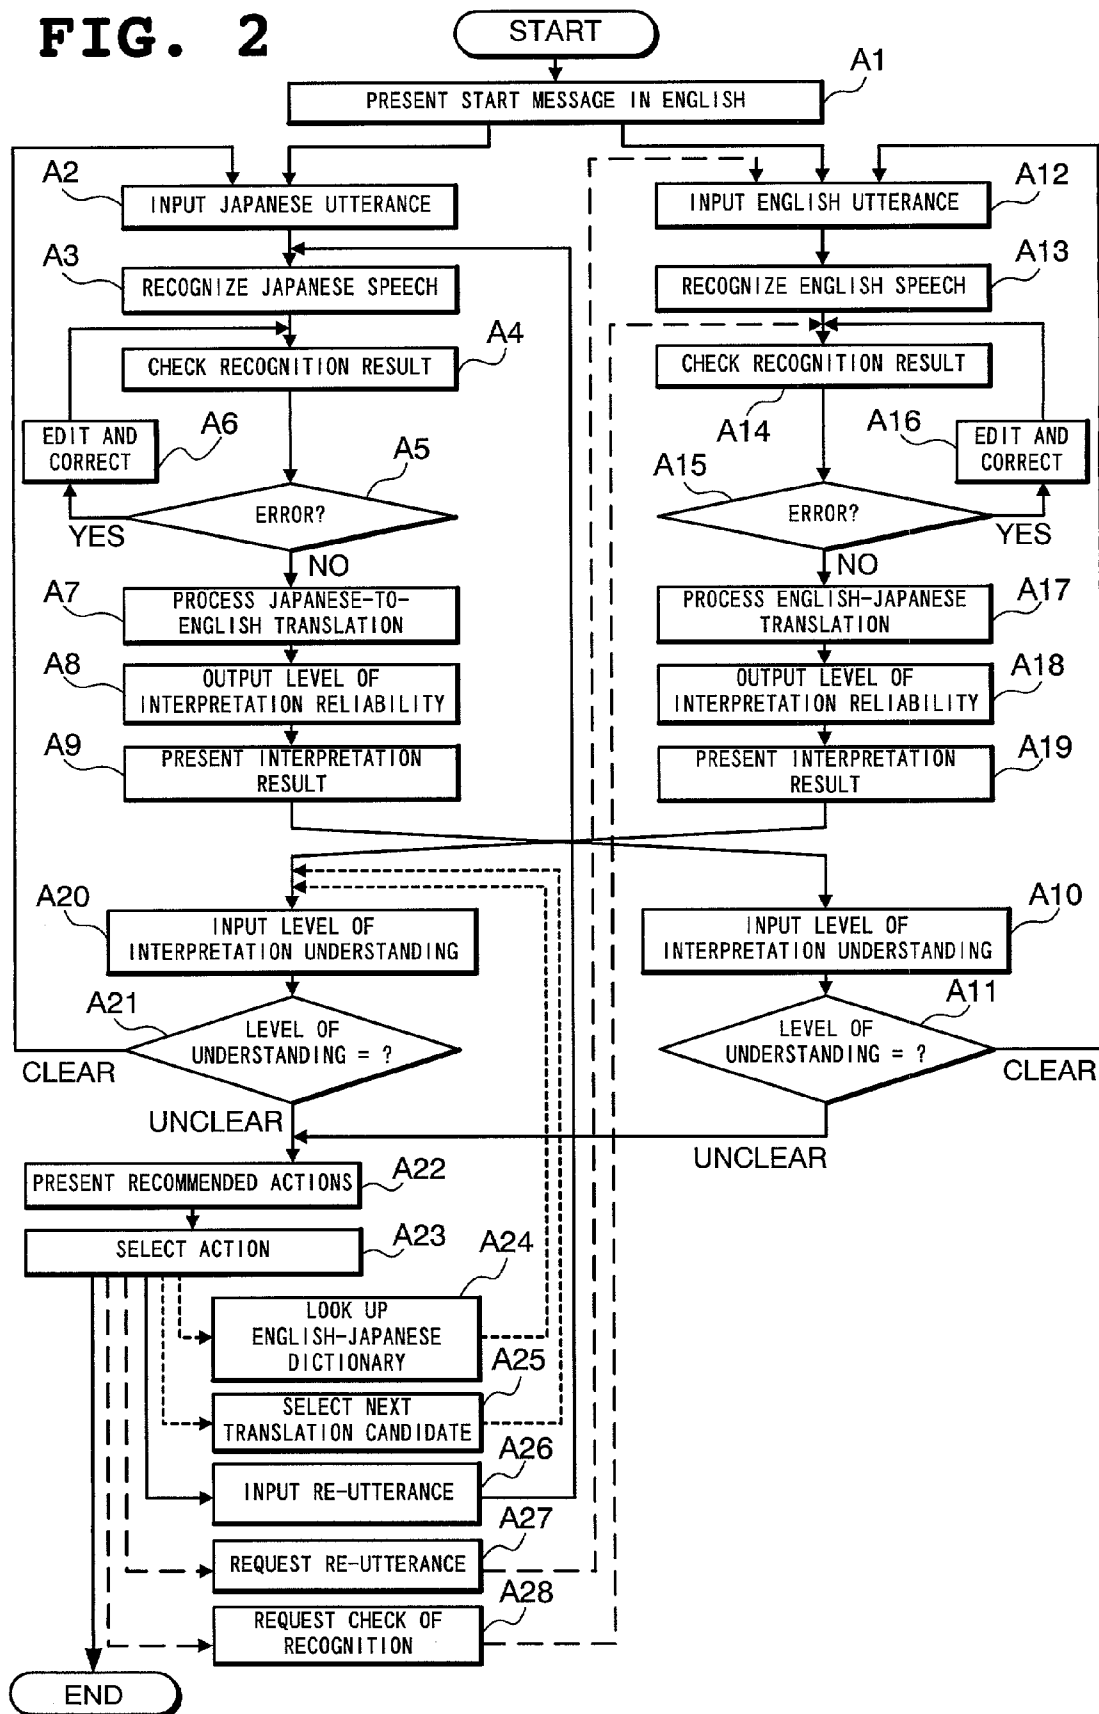 FIG. 2
START
A1
PRESENT START MESSAGE IN ENGLISH
A2
INPUT JAPANESE UTTERANCE
A12
INPUT ENGLISH UTTERANCE
A3
RECOGNIZE JAPANESE SPEECH
A13
RECOGNIZE ENGLISH SPEECH
A4
CHECK RECOGNITION RESULT
CHECK RECOGNITION RESULT
A14
A6
EDIT AND
CORRECT
A16
EDIT AND
CORRECT
A5
ERROR?
YES
NO
A15
ERROR?
YES
NO
A7
PROCESS JAPANESE-TO-
ENGLISH TRANSLATION
A17
PROCESS ENGLISH-JAPANESE
TRANSLATION
A8
OUTPUT LEVEL OF
INTERPRETATION RELIABILITY
A18
OUTPUT LEVEL OF
INTERPRETATION RELIABILITY
A9
PRESENT INTERPRETATION
RESULT
A19
PRESENT INTERPRETATION
RESULT
A20
INPUT LEVEL OF
INTERPRETATION UNDERSTANDING
A10
INPUT LEVEL OF
INTERPRETATION UNDERSTANDING
A21
LEVEL OF
UNDERSTANDING = ?
CLEAR
UNCLEAR
A11
LEVEL OF
UNDERSTANDING = ?
CLEAR
UNCLEAR
A22
PRESENT RECOMMENDED ACTIONS
A23
SELECT ACTION
A24
LOOK UP
ENGLISH-JAPANESE
DICTIONARY
A25
SELECT NEXT
TRANSLATION CANDIDATE
A26
INPUT RE-UTTERANCE
A27
REQUEST RE-UTTERANCE
A28
REQUEST CHECK OF
RECOGNITION
END